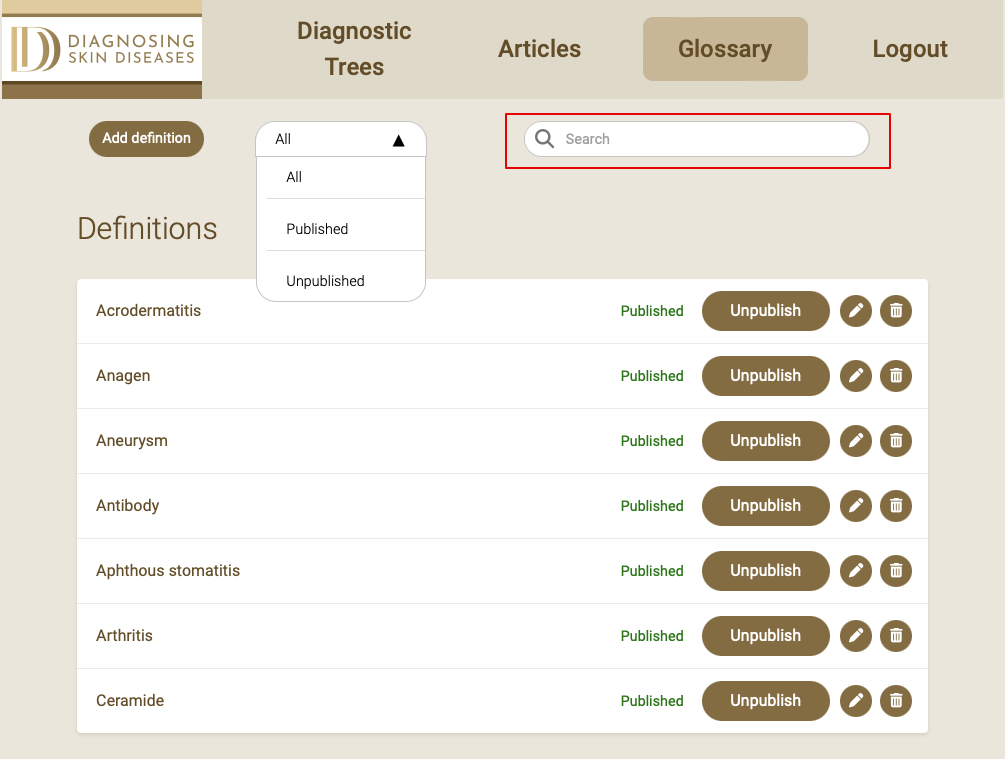 DIAGNOSING
SKIN DISEASES
Diagnostic
Trees
Articles
Glossary
Logout
Add definition
All
Search
All
Published
Unpublished
Definitions
Acrodermatitis Published Unpublish
Anagen Published Unpublish
Aneurysm Published Unpublish
Antibody Published Unpublish
Aphthous stomatitis Published Unpublish
Arthritis Published Unpublish
Ceramide Published Unpublish